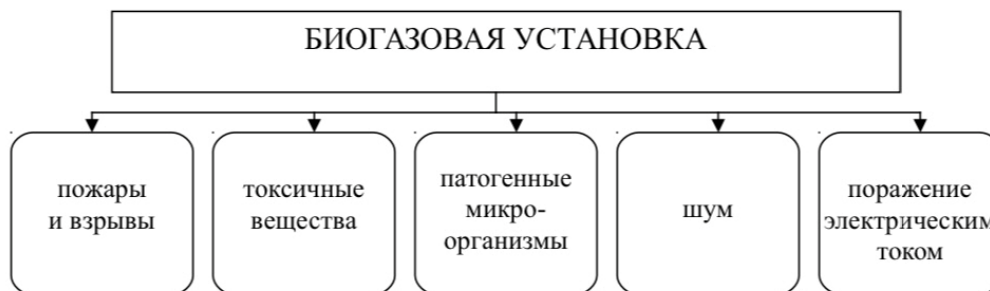 БИОГАЗОВАЯ УСТАНОВКА
пожары
и взрывы
токсичные
вещества
патогенные
микро-
организмы
шум
поражение
электрическим
током